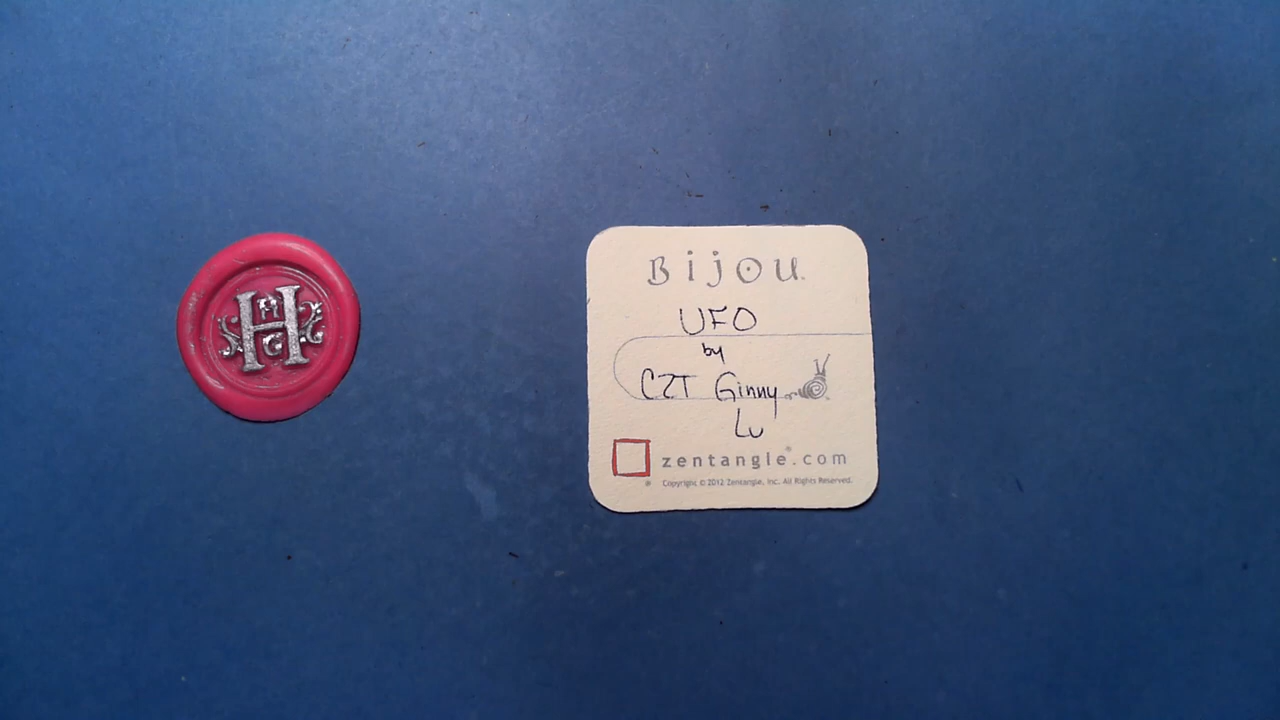 H
H
G
BIJOU.
UFO
by
CZT Ginny
Lu
zentangle®.com
® Copyright © 2012 Zentangle, Inc. All Rights Reserved.